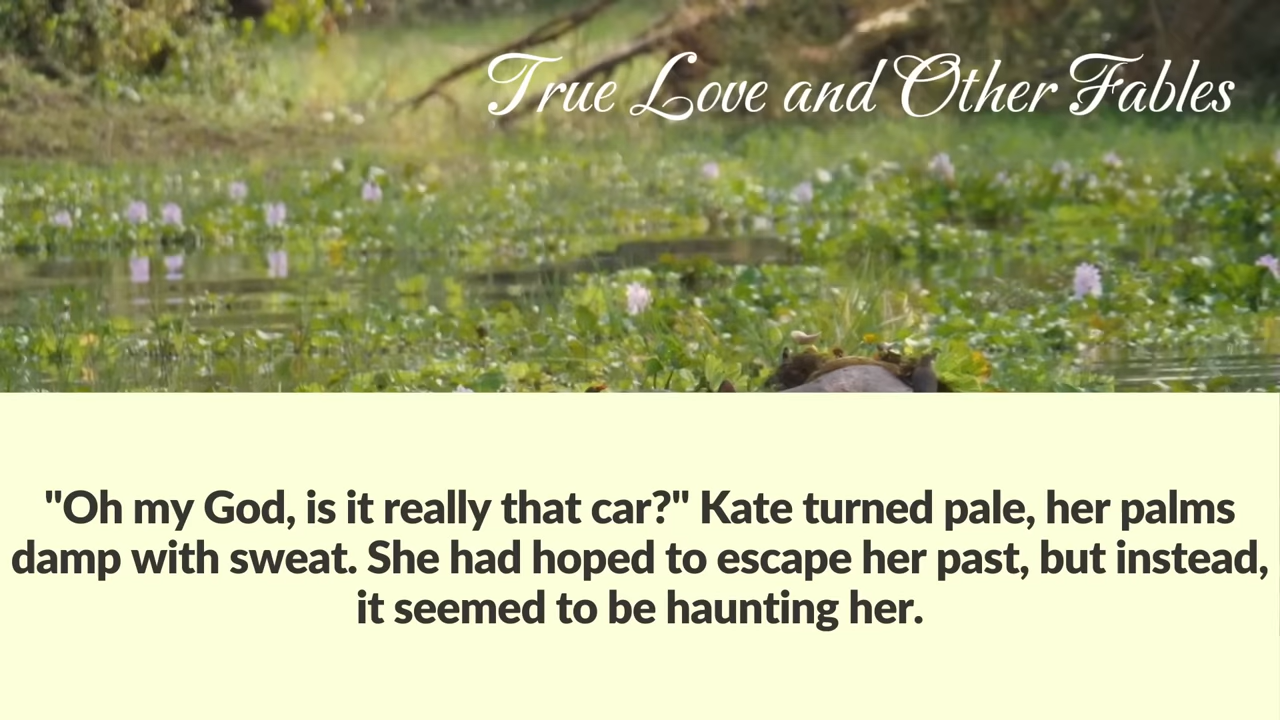 True Love and Other Fables
"Oh my God, is it really that car?" Kate turned pale, her palms
damp with sweat. She had hoped to escape her past, but instead,
it seemed to be haunting her.